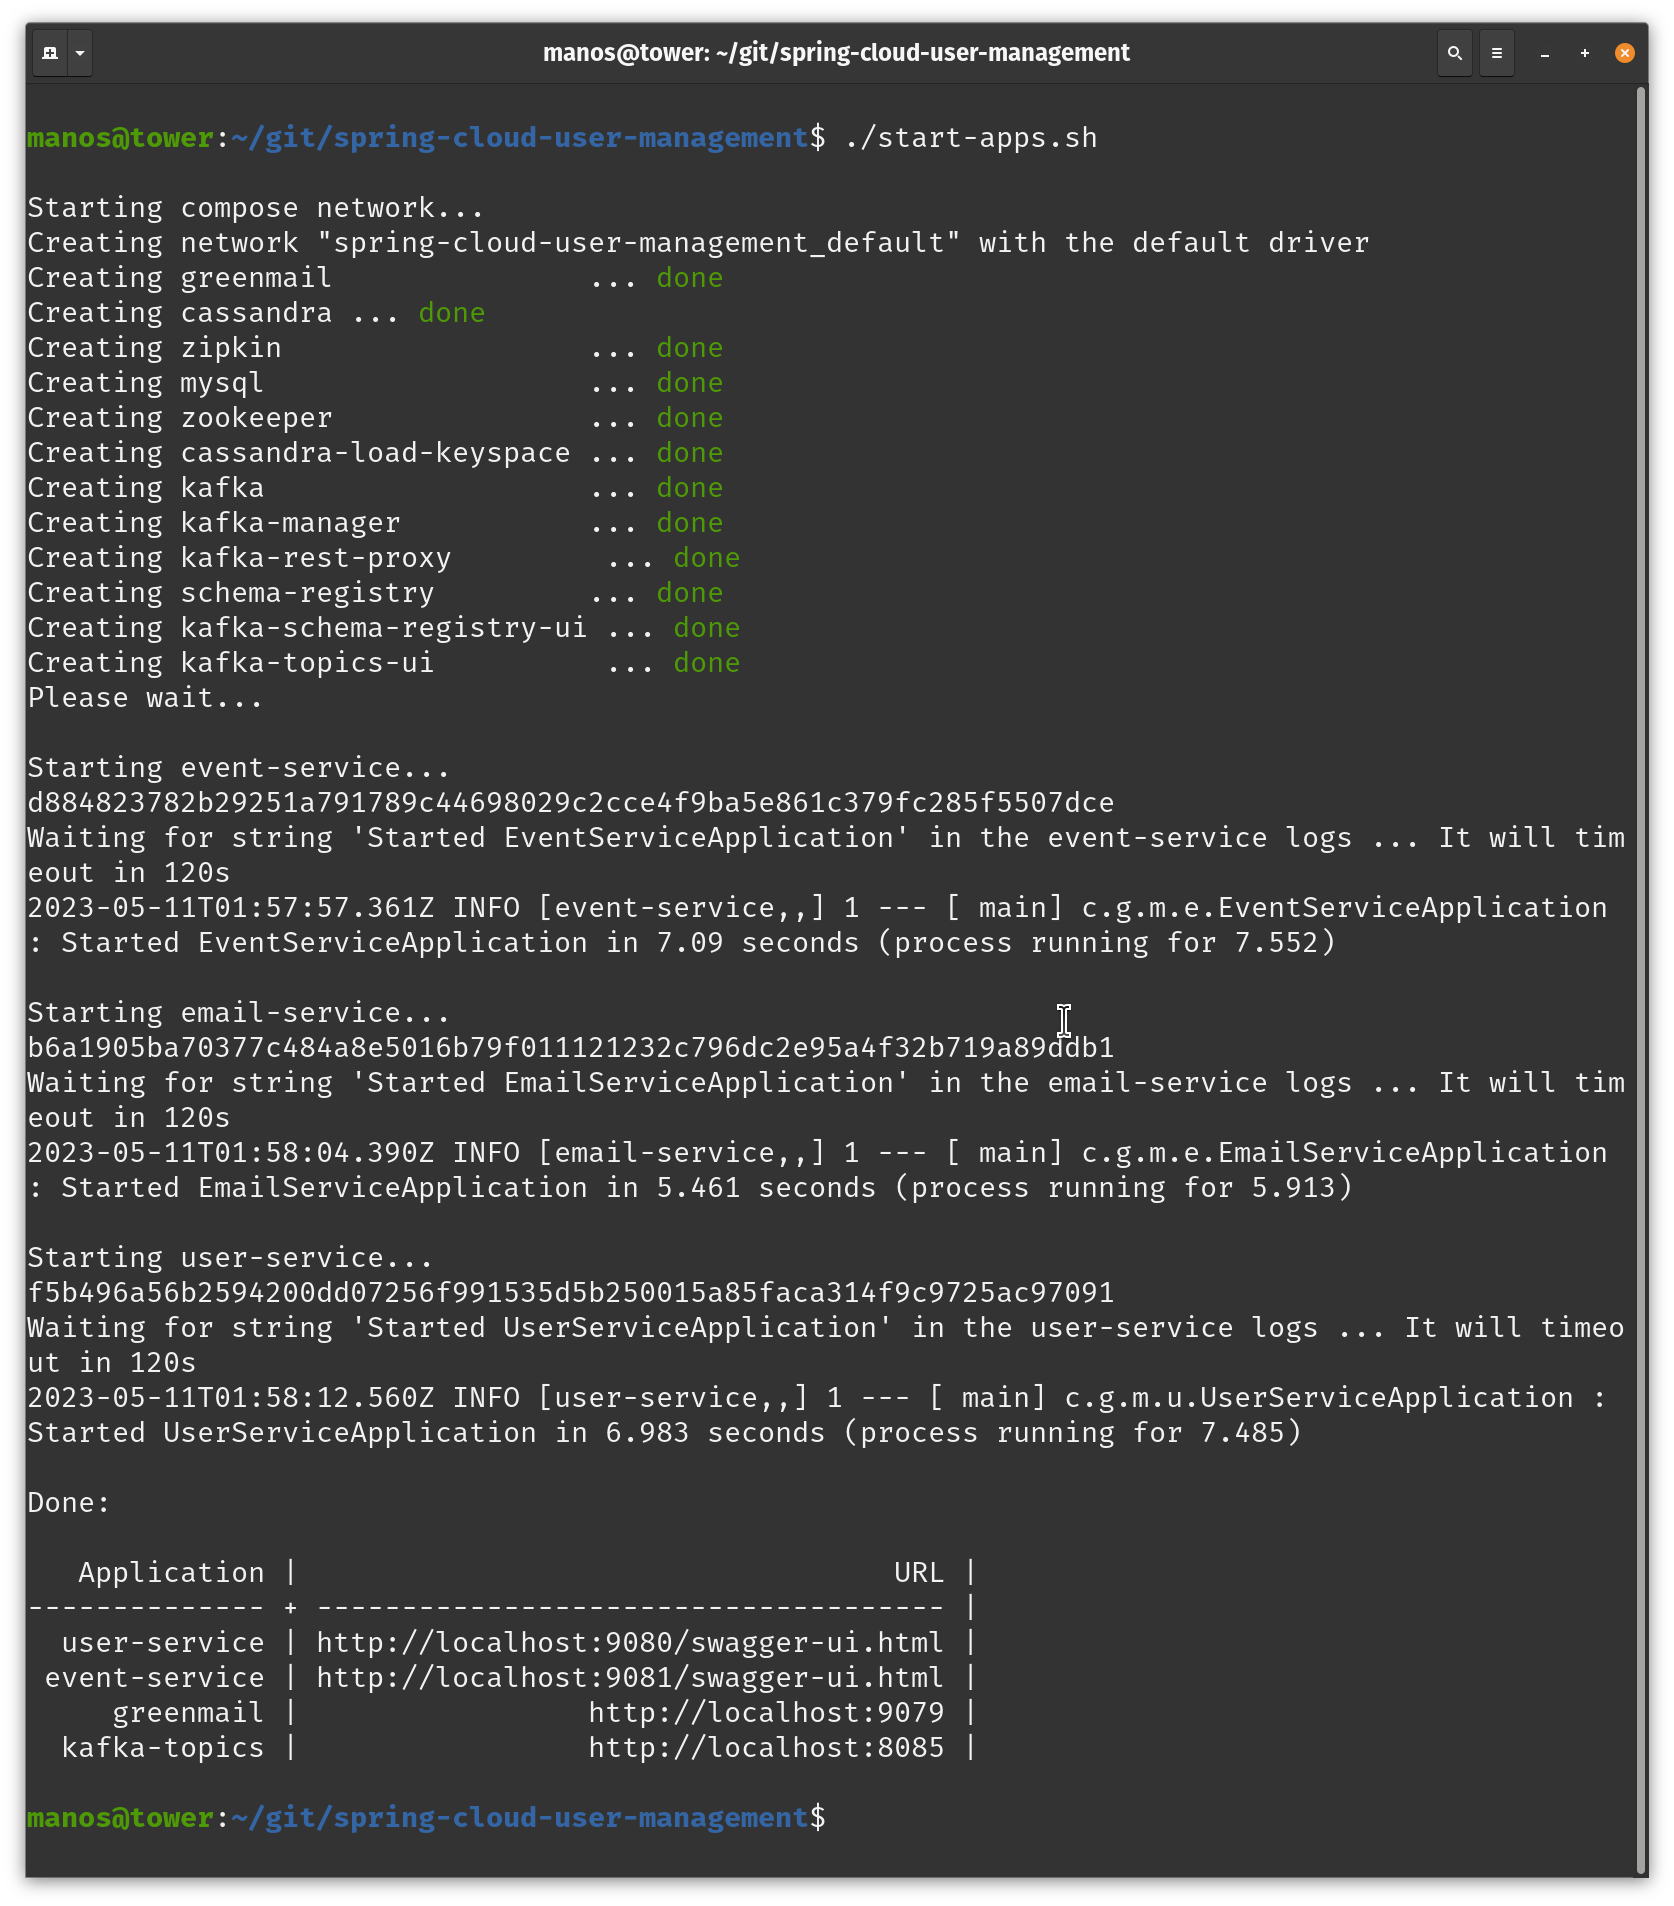 manos@tower: ~/git/spring-cloud-user-management
manos@tower:~/git/spring-cloud-user-management$ ./start-apps.sh
Starting compose network...
Creating network "spring-cloud-user-management_default" with the default driver
Creating greenmail                ... done
Creating cassandra ... done
Creating zipkin                   ... done
Creating mysql                    ... done
Creating zookeeper                ... done
Creating cassandra-load-keyspace ... done
Creating kafka                    ... done
Creating kafka-manager            ... done
Creating kafka-rest-proxy          ... done
Creating schema-registry          ... done
Creating kafka-schema-registry-ui ... done
Creating kafka-topics-ui           ... done
Please wait...
Starting event-service...
d884823782b29251a791789c44698029c2cce4f9ba5e861c379fc285f5507dce
Waiting for string 'Started EventServiceApplication' in the event-service logs ... It will tim
eout in 120s
2023-05-11T01:57:57.361Z INFO [event-service,,] 1 --- [ main] c.g.m.e.EventServiceApplication
: Started EventServiceApplication in 7.09 seconds (process running for 7.552)
Starting email-service...
b6a1905ba70377c484a8e5016b79f011121232c796dc2e95a4f32b719a89ddb1
Waiting for string 'Started EmailServiceApplication' in the email-service logs ... It will tim
eout in 120s
2023-05-11T01:58:04.390Z INFO [email-service,,] 1 --- [ main] c.g.m.e.EmailServiceApplication
: Started EmailServiceApplication in 5.461 seconds (process running for 5.913)
Starting user-service...
f5b496a56b2594200dd07256f991535d5b250015a85faca314f9c9725ac97091
Waiting for string 'Started UserServiceApplication' in the user-service logs ... It will timeo
ut in 120s
2023-05-11T01:58:12.560Z INFO [user-service,,] 1 --- [ main] c.g.m.u.UserServiceApplication :
Started UserServiceApplication in 6.983 seconds (process running for 7.485)
Done:
   Application |                                   URL |
-------------- + ------------------------------------- |
  user-service | http://localhost:9080/swagger-ui.html |
 event-service | http://localhost:9081/swagger-ui.html |
     greenmail |                 http://localhost:9079 |
  kafka-topics |                 http://localhost:8085 |
manos@tower:~/git/spring-cloud-user-management$